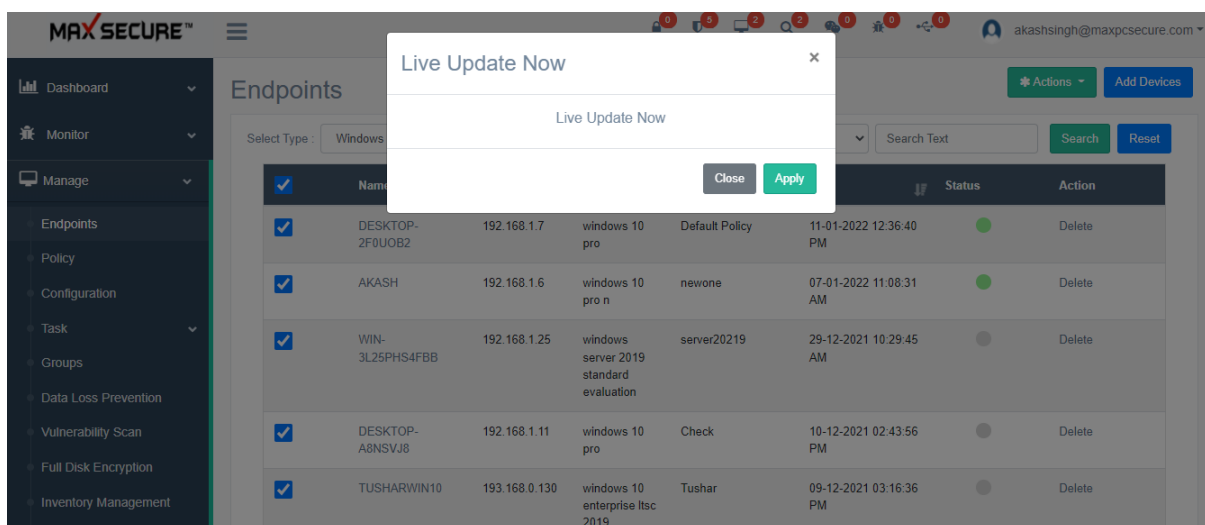 MAX SECURE™
0 5 2 2 0 0 0
akashsingh@maxpcsecure.com
Dashboard
Monitor
Manage
Endpoints
Policy
Configuration
Task
Groups
Data Loss Prevention
Vulnerability Scan
Full Disk Encryption
Inventory Management
Endpoints
Actions
Add Devices
Select Type :
Windows
Search Text
Search
Reset
Live Update Now
×
Live Update Now
Close
Apply
Status
Action
DESKTOP-
2F0UOB2
192.168.1.7
windows 10
pro
Default Policy
11-01-2022 12:36:40
PM
Delete
AKASH
192.168.1.6
windows 10
pro n
newone
07-01-2022 11:08:31
AM
Delete
WIN-
3L25PHS4FBB
192.168.1.25
windows
server 2019
standard
evaluation
server20219
29-12-2021 10:29:45
AM
Delete
DESKTOP-
A8NSVJ8
192.168.1.11
windows 10
pro
Check
10-12-2021 02:43:56
PM
Delete
TUSHARWIN10
193.168.0.130
windows 10
enterprise ltsc
2019
Tushar
09-12-2021 03:16:36
PM
Delete